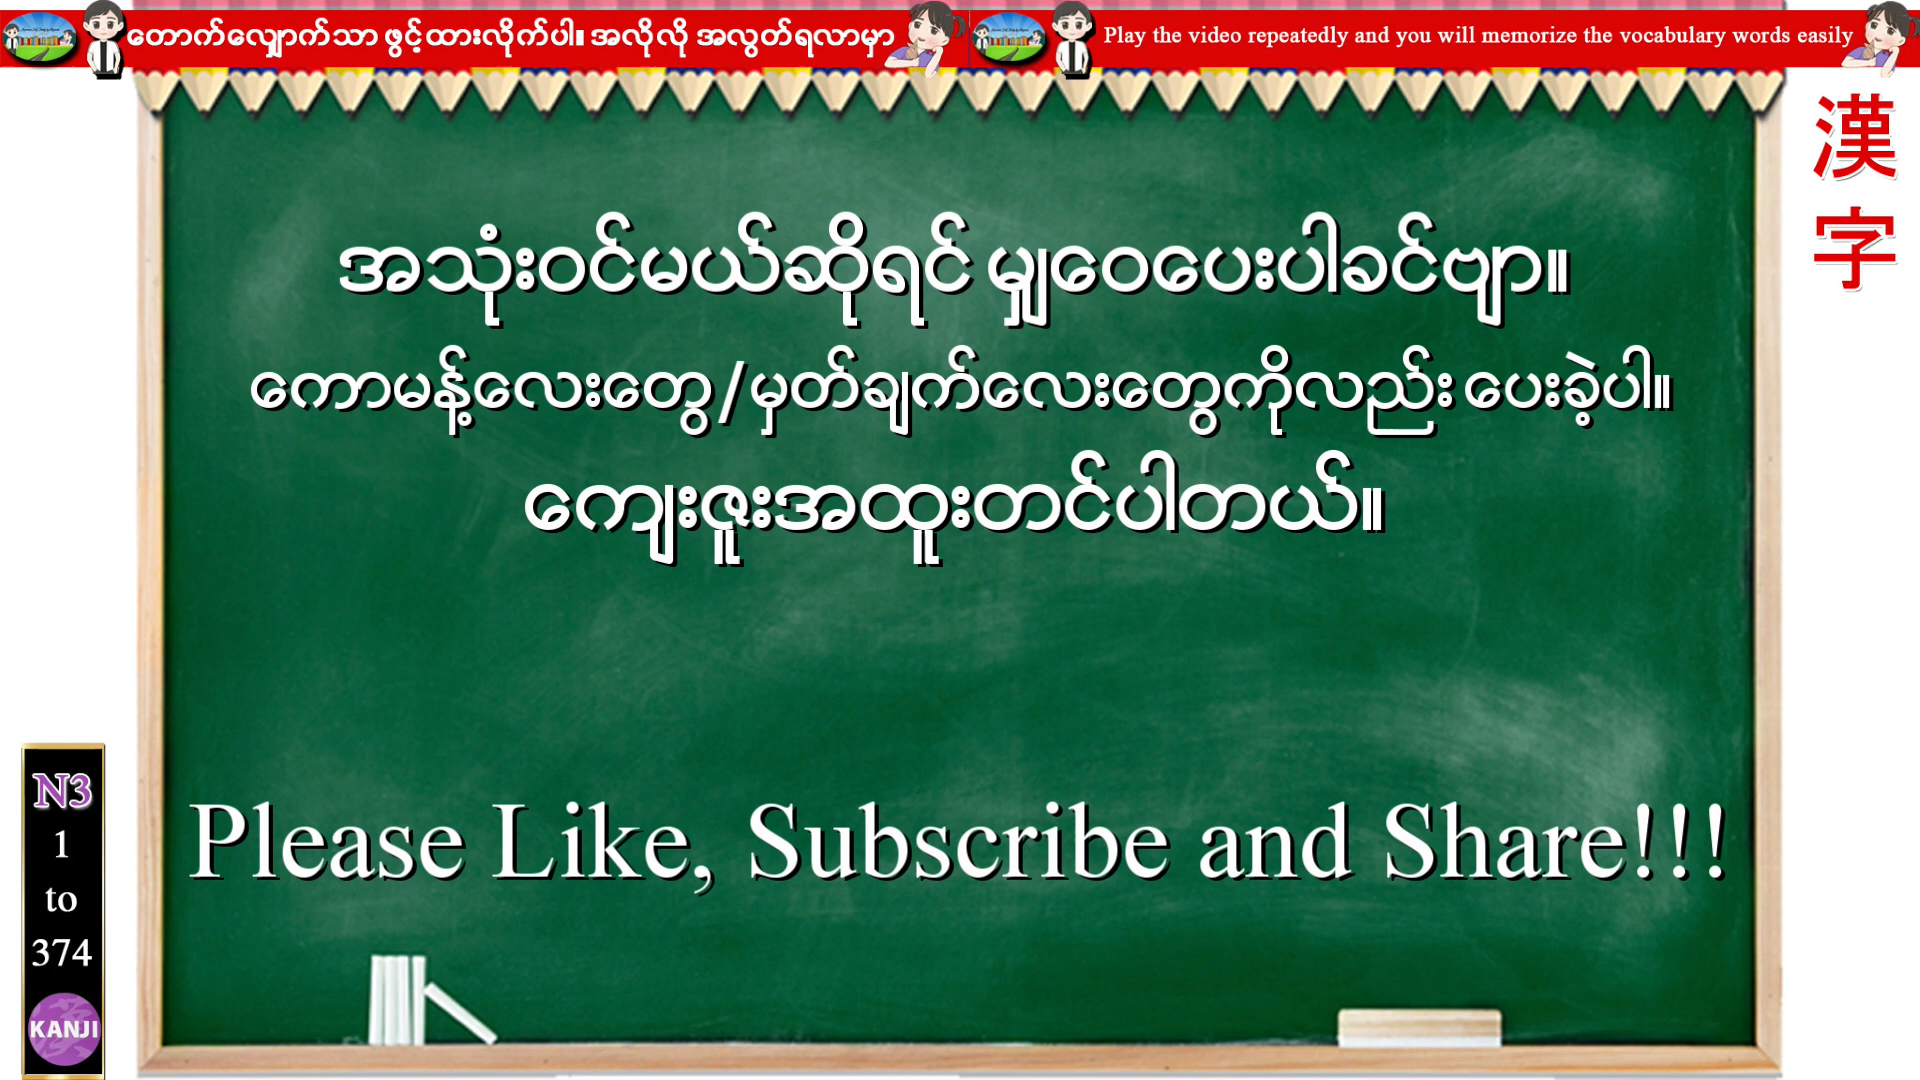 တောက်လျှောက်သာ ဖွင့်ထားလိုက်ပါ။ အလိုလို အလွတ်ရလာမှာ
Play the video repeatedly and you will memorize the vocabulary words easily
漢
字
အသုံးဝင်မယ်ဆိုရင် မျှဝေပေးပါခင်ဗျာ။
ကောမန့်လေးတွေ/မှတ်ချက်လေးတွေကိုလည်း ပေးခဲ့ပါ။
ကျေးဇူးအထူးတင်ပါတယ်။
Please Like, Subscribe and Share!!!
N3
1
to
374
KANJI